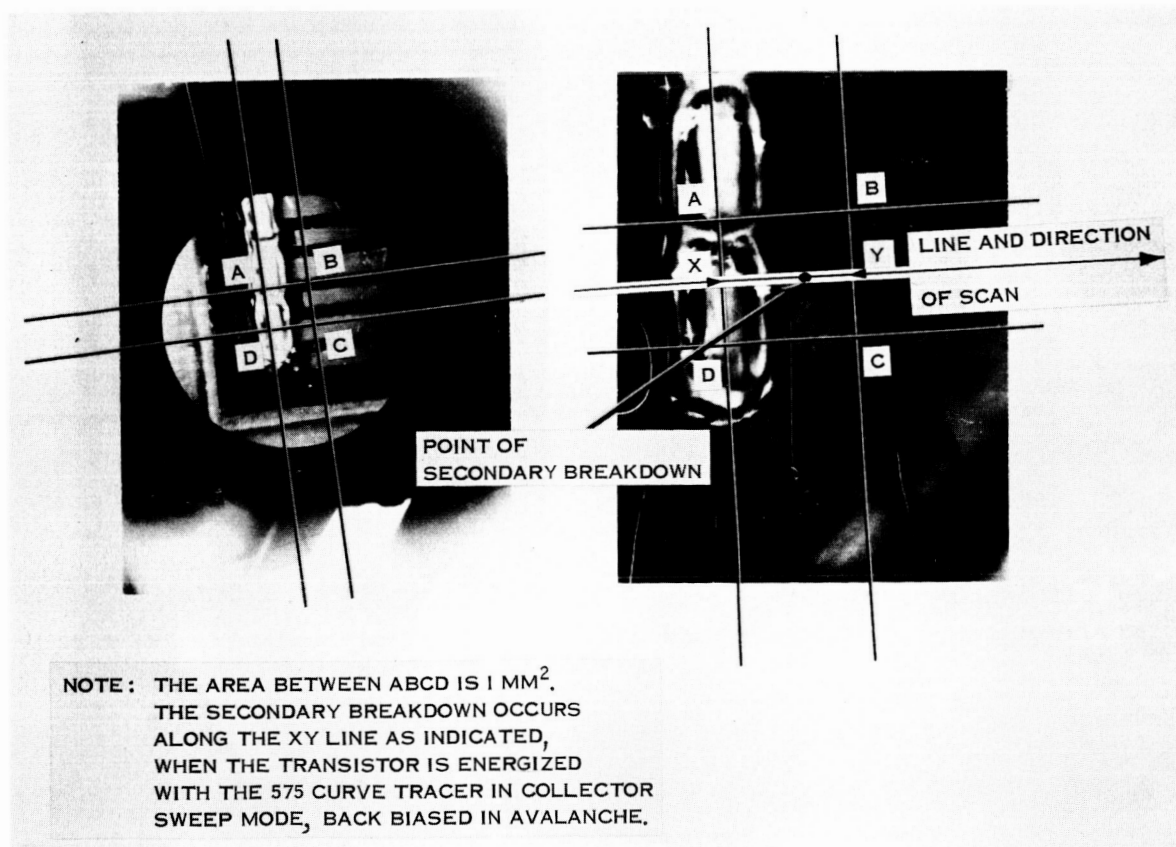 A
B
D
C
A
B
X
Y
LINE AND DIRECTION
OF SCAN
D
C
POINT OF
SECONDARY BREAKDOWN
NOTE: THE AREA BETWEEN ABCD IS 1 MM².
THE SECONDARY BREAKDOWN OCCURS
ALONG THE XY LINE AS INDICATED,
WHEN THE TRANSISTOR IS ENERGIZED
WITH THE 575 CURVE TRACER IN COLLECTOR
SWEEP MODE, BACK BIASED IN AVALANCHE.